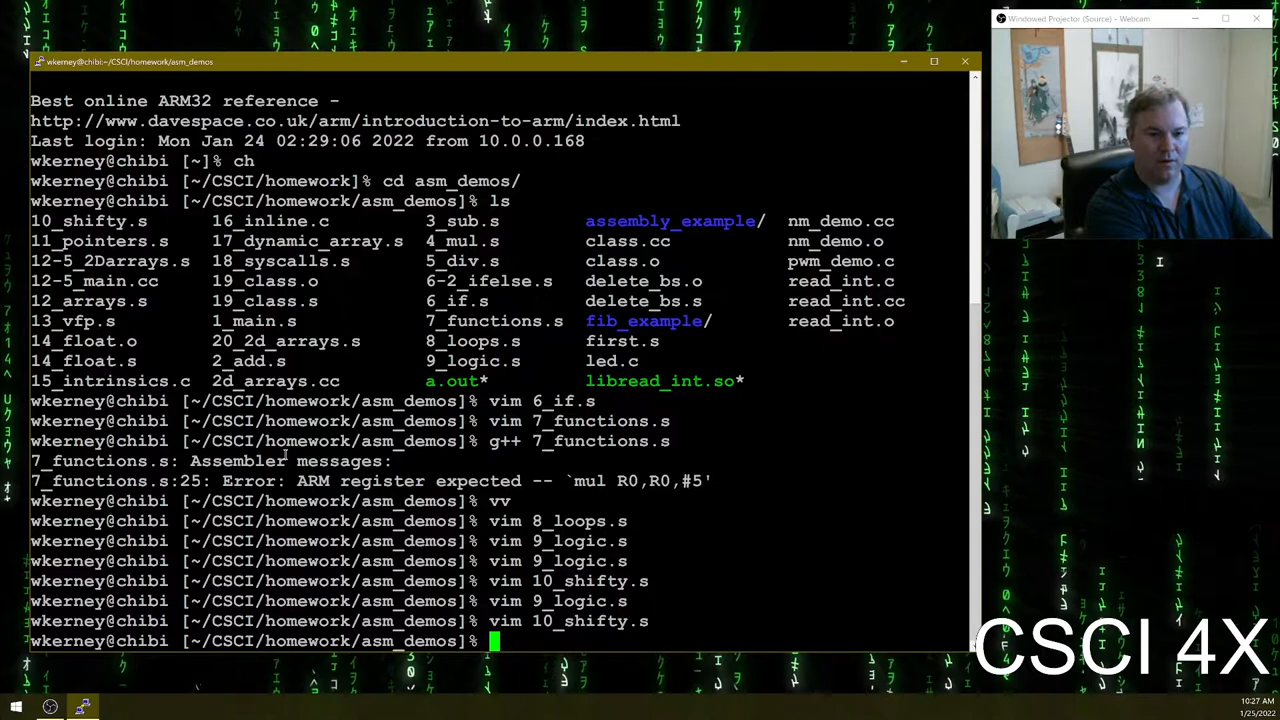 Windowed Projector (Source) - Webcam
wkerney@chibi:~/CSCI/homework/asm_demos
Best online ARM32 reference -
http://www.davespace.co.uk/arm/introduction-to-arm/index.html
Last login: Mon Jan 24 02:29:06 2022 from 10.0.0.168
wkerney@chibi [~]% ch
wkerney@chibi [~/CSCI/homework]% cd asm_demos/
wkerney@chibi [~/CSCI/homework/asm_demos]% ls
10_shifty.s 16_inline.c 3_sub.s assembly_example/ nm_demo.cc
11_pointers.s 17_dynamic_array.s 4_mul.s class.cc nm_demo.o
12-5_2Darrays.s 18_syscalls.s 5_div.s class.o pwm_demo.c
12-5_main.cc 19_class.o 6-2_ifelse.s delete_bs.o read_int.c
12_arrays.s 19_class.s 6_if.s delete_bs.s read_int.cc
13_vfp.s 1_main.s 7_functions.s fib_example/ read_int.o
14_float.o 20_2d_arrays.s 8_loops.s first.s
14_float.s 2_add.s 9_logic.s led.c
15_intrinsics.c 2d_arrays.cc a.out* libread_int.so*
wkerney@chibi [~/CSCI/homework/asm_demos]% vim 6_if.s
wkerney@chibi [~/CSCI/homework/asm_demos]% vim 7_functions.s
wkerney@chibi [~/CSCI/homework/asm_demos]% g++ 7_functions.s
7_functions.s: Assembler messages:
7_functions.s:25: Error: ARM register expected -- `mul R0,R0,#5'
wkerney@chibi [~/CSCI/homework/asm_demos]% vv
wkerney@chibi [~/CSCI/homework/asm_demos]% vim 8_loops.s
wkerney@chibi [~/CSCI/homework/asm_demos]% vim 9_logic.s
wkerney@chibi [~/CSCI/homework/asm_demos]% vim 9_logic.s
wkerney@chibi [~/CSCI/homework/asm_demos]% vim 10_shifty.s
wkerney@chibi [~/CSCI/homework/asm_demos]% vim 9_logic.s
wkerney@chibi [~/CSCI/homework/asm_demos]% vim 10_shifty.s
wkerney@chibi [~/CSCI/homework/asm_demos]%
CSCI 4X
10:27 AM
1/25/2022